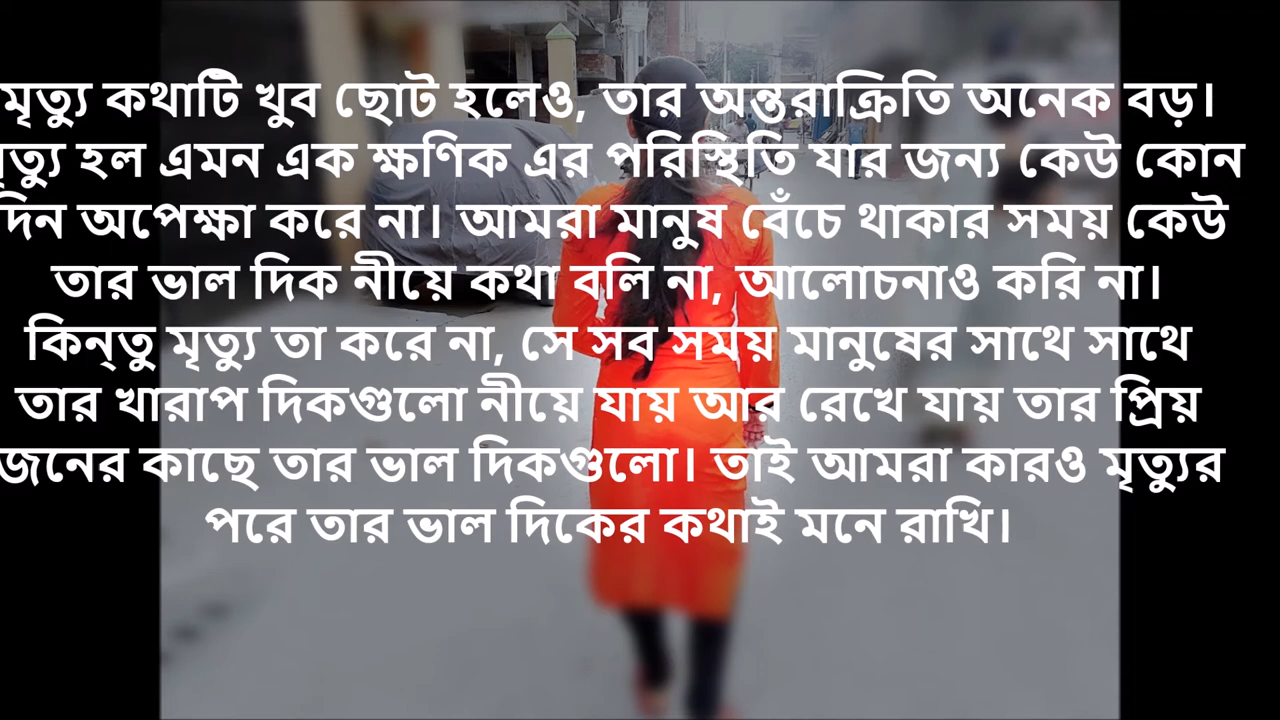 মৃত্যু কথাটি খুব ছোট হলেও, তার অন্তরাক্রিতি অনেক বড়।
মৃত্যু হল এমন এক ক্ষণিক এর পরিস্থিতি যার জন্য কেউ কোন
দিন অপেক্ষা করে না। আমরা মানুষ বেঁচে থাকার সময় কেউ
তার ভাল দিক নীয়ে কথা বলি না, আলোচনাও করি না।
কিন্তু মৃত্যু তা করে না, সে সব সময় মানুষের সাথে সাথে
তার খারাপ দিকগুলো নীয়ে যায় আর রেখে যায় তার প্রিয়
জনের কাছে তার ভাল দিকগুলো। তাই আমরা কারও মৃত্যুর
পরে তার ভাল দিকের কথাই মনে রাখি।